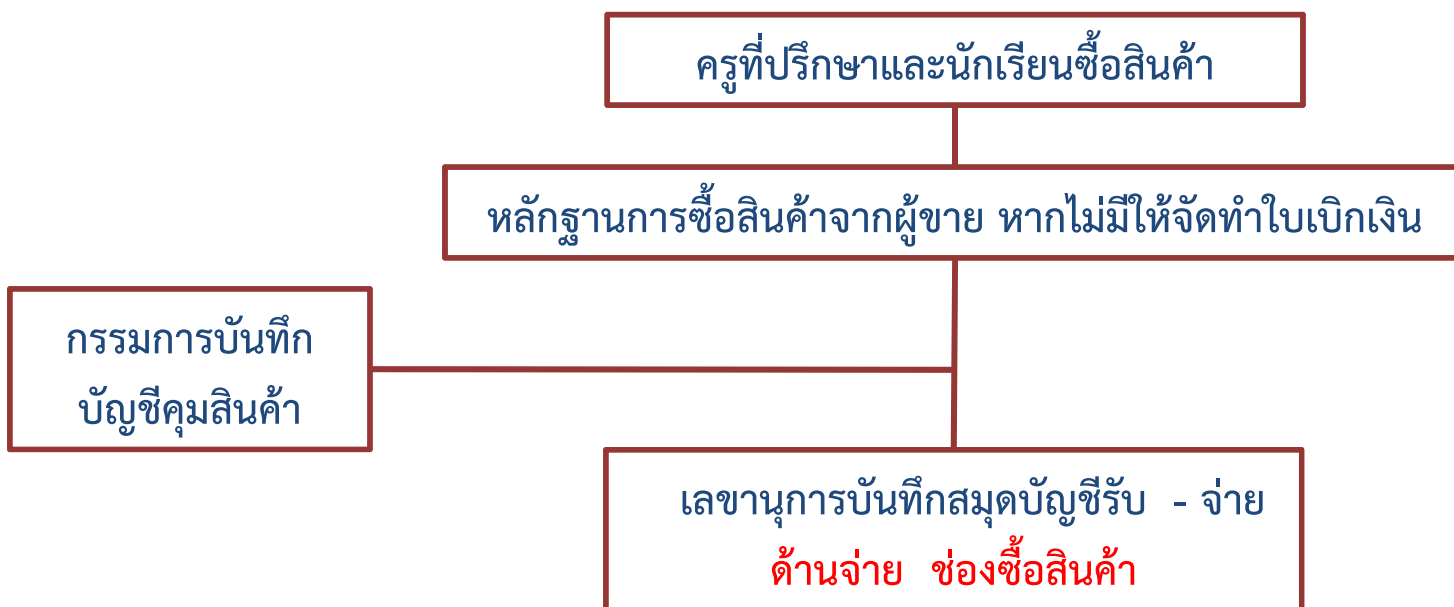 ครูที่ปรึกษาและนักเรียนซื้อสินค้า
หลักฐานการซื้อสินค้าจากผู้ขาย หากไม่มีให้จัดทำใบเบิกเงิน
กรรมการบันทึก
บัญชีคุมสินค้า
เลขานุการบันทึกสมุดบัญชีรับ - จ่าย
ด้านจ่าย ช่องซื้อสินค้า